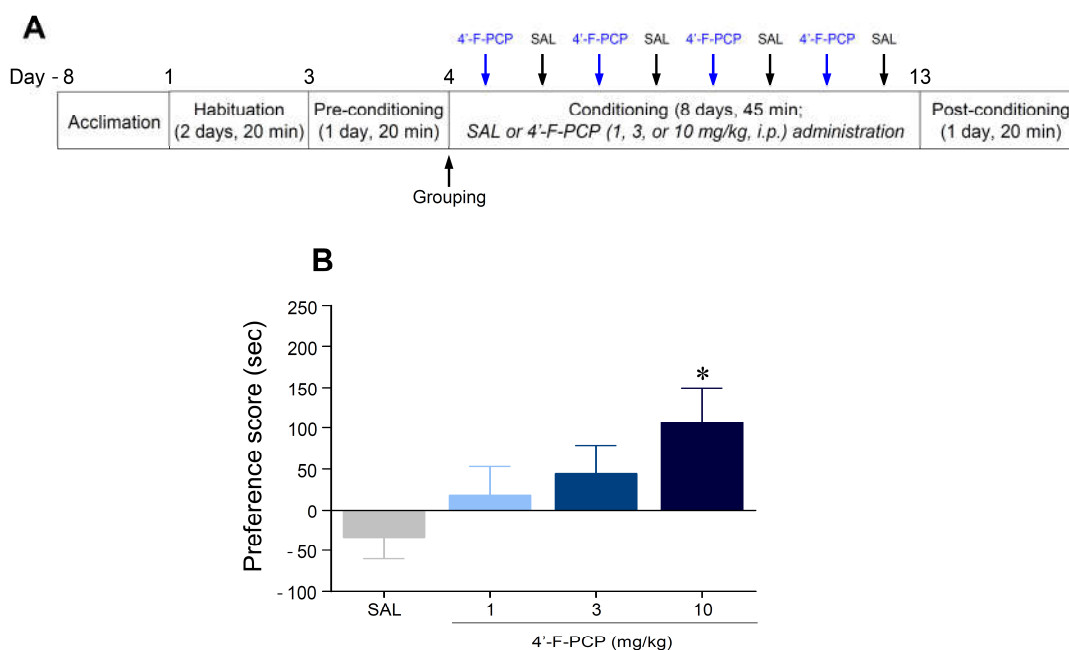 A
4'-F-PCP SAL 4'-F-PCP SAL 4'-F-PCP SAL 4'-F-PCP SAL
Day - 8 1 3 4 13
Acclimation
Habituation
(2 days, 20 min)
Pre-conditioning
(1 day, 20 min)
Conditioning (8 days, 45 min;
SAL or 4'-F-PCP (1, 3, or 10 mg/kg, i.p.) administration
Post-conditioning
(1 day, 20 min)
Grouping
B
Preference score (sec)
250
200
150
100
50
0
- 50
- 100
*
SAL 1 3 10
4'-F-PCP (mg/kg)